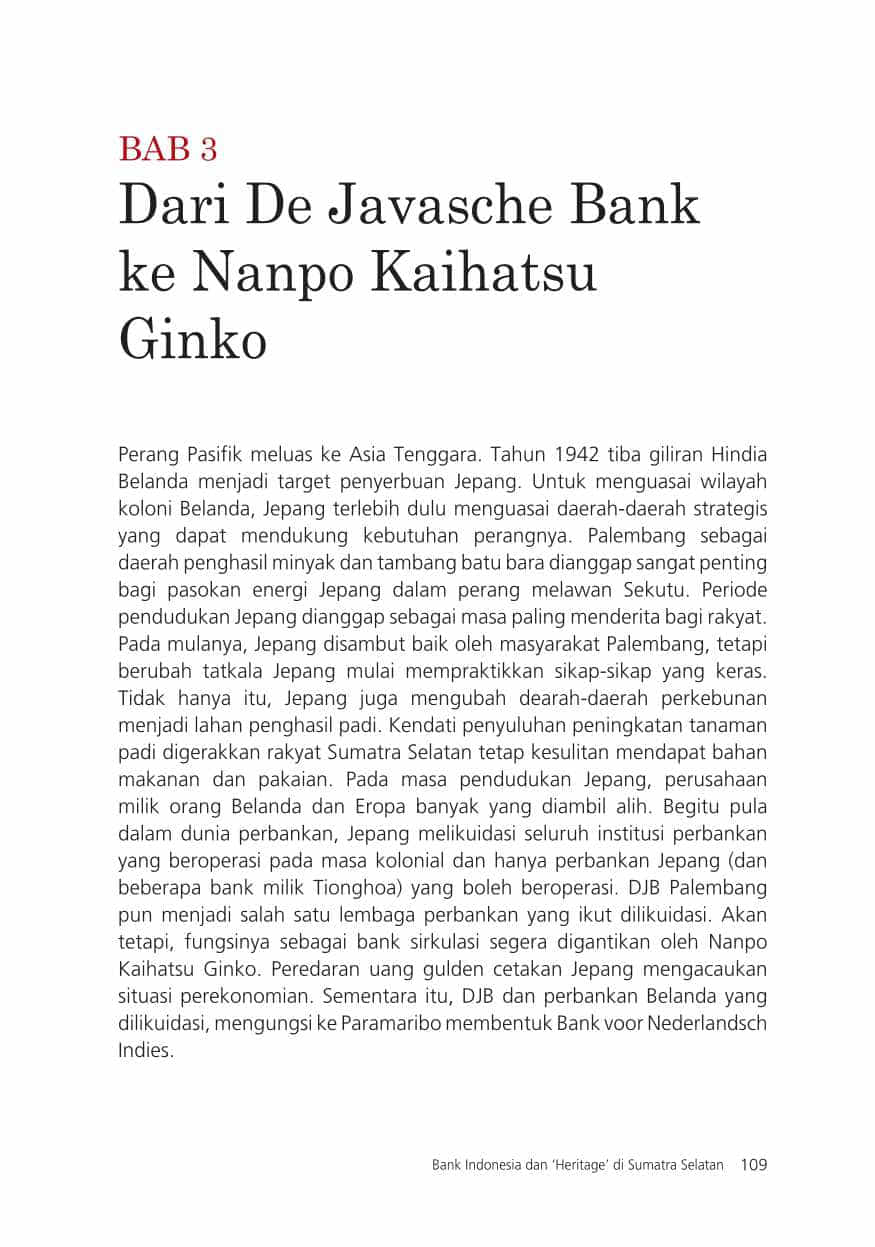 BAB 3
Dari De Javasche Bank
ke Nanpo Kaihatsu
Ginko
Perang Pasifik meluas ke Asia Tenggara. Tahun 1942 tiba giliran Hindia
Belanda menjadi target penyerbuan Jepang. Untuk menguasai wilayah
koloni Belanda, Jepang terlebih dulu menguasai daerah-daerah strategis
yang dapat mendukung kebutuhan perangnya. Palembang sebagai
daerah penghasil minyak dan tambang batu bara dianggap sangat penting
bagi pasokan energi Jepang dalam perang melawan Sekutu. Periode
pendudukan Jepang dianggap sebagai masa paling menderita bagi rakyat.
Pada mulanya, Jepang disambut baik oleh masyarakat Palembang, tetapi
berubah tatkala Jepang mulai mempraktikkan sikap-sikap yang keras.
Tidak hanya itu, Jepang juga mengubah dearah-daerah perkebunan
menjadi lahan penghasil padi. Kendati penyuluhan peningkatan tanaman
padi digerakkan rakyat Sumatra Selatan tetap kesulitan mendapat bahan
makanan dan pakaian. Pada masa pendudukan Jepang, perusahaan
milik orang Belanda dan Eropa banyak yang diambil alih. Begitu pula
dalam dunia perbankan, Jepang melikuidasi seluruh institusi perbankan
yang beroperasi pada masa kolonial dan hanya perbankan Jepang (dan
beberapa bank milik Tionghoa) yang boleh beroperasi. DJB Palembang
pun menjadi salah satu lembaga perbankan yang ikut dilikuidasi. Akan
tetapi, fungsinya sebagai bank sirkulasi segera digantikan oleh Nanpo
Kaihatsu Ginko. Peredaran uang gulden cetakan Jepang mengacaukan
situasi perekonomian. Sementara itu, DJB dan perbankan Belanda yang
dilikuidasi, mengungsi ke Paramaribo membentuk Bank voor Nederlandsch
Indies.
Bank Indonesia dan ‘Heritage’ di Sumatra Selatan 109